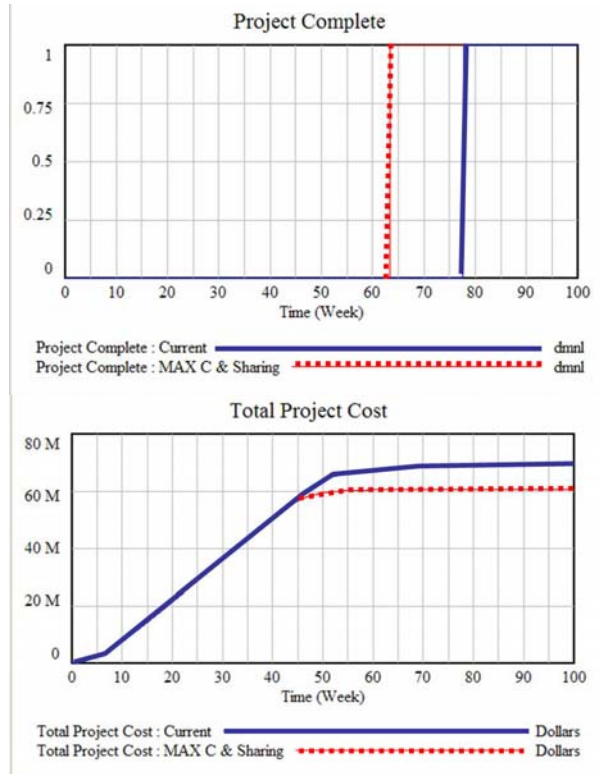 Project Complete
1
0.75
0.5
0.25
0
0 10 20 30 40 50 60 70 80 90 100
Time (Week)
Project Complete : Current dmnl
Project Complete : MAX C & Sharing dmnl
Total Project Cost
80 M
60 M
40 M
20 M
0
0 10 20 30 40 50 60 70 80 90 100
Time (Week)
Total Project Cost : Current Dollars
Total Project Cost : MAX C & Sharing Dollars